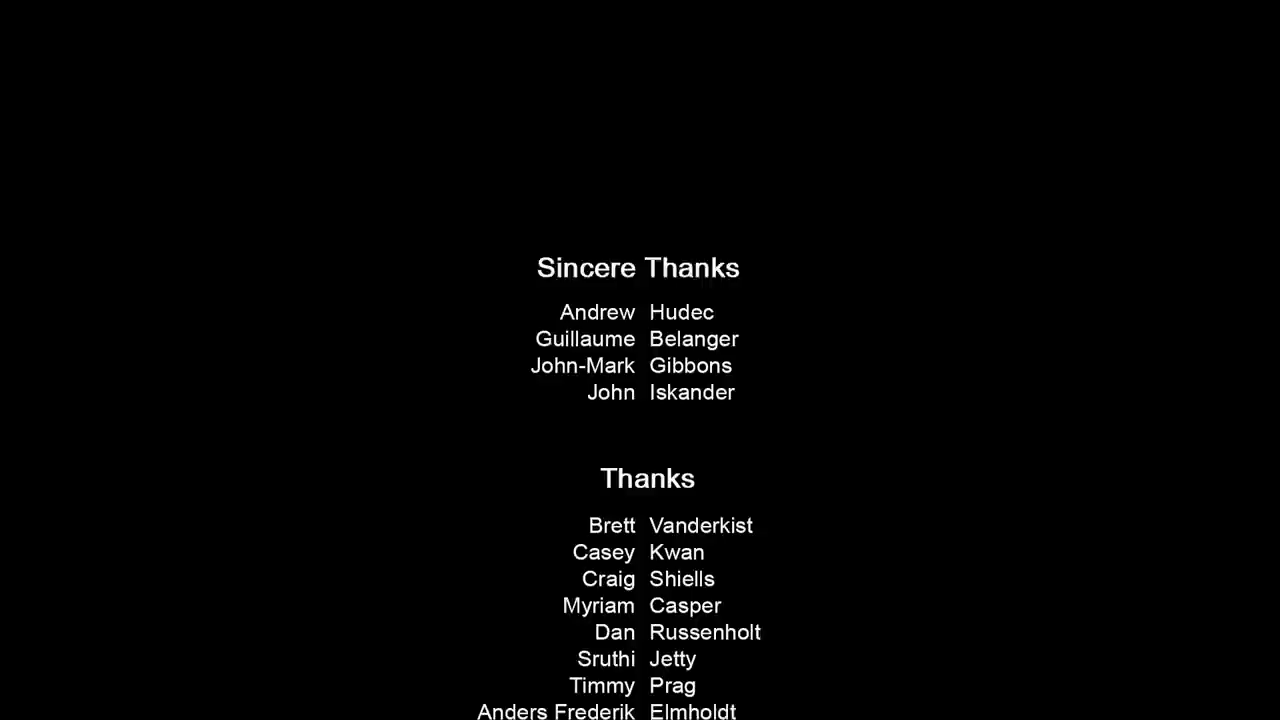 Sincere Thanks
Andrew Hudec
Guillaume Belanger
John-Mark Gibbons
John Iskander
Thanks
Brett Vanderkist
Casey Kwan
Craig Shiells
Myriam Casper
Dan Russenholt
Sruthi Jetty
Timmy Prag
Anders Frederik Elmholdt